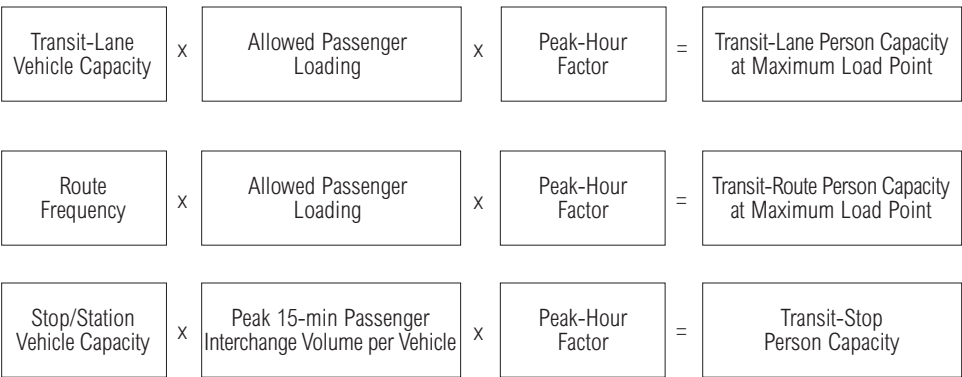 Transit-Lane
Vehicle Capacity
x
Allowed Passenger
Loading
x
Peak-Hour
Factor
=
Transit-Lane Person Capacity
at Maximum Load Point
Route
Frequency
x
Allowed Passenger
Loading
x
Peak-Hour
Factor
=
Transit-Route Person Capacity
at Maximum Load Point
Stop/Station
Vehicle Capacity
x
Peak 15-min Passenger
Interchange Volume per Vehicle
x
Peak-Hour
Factor
=
Transit-Stop
Person Capacity